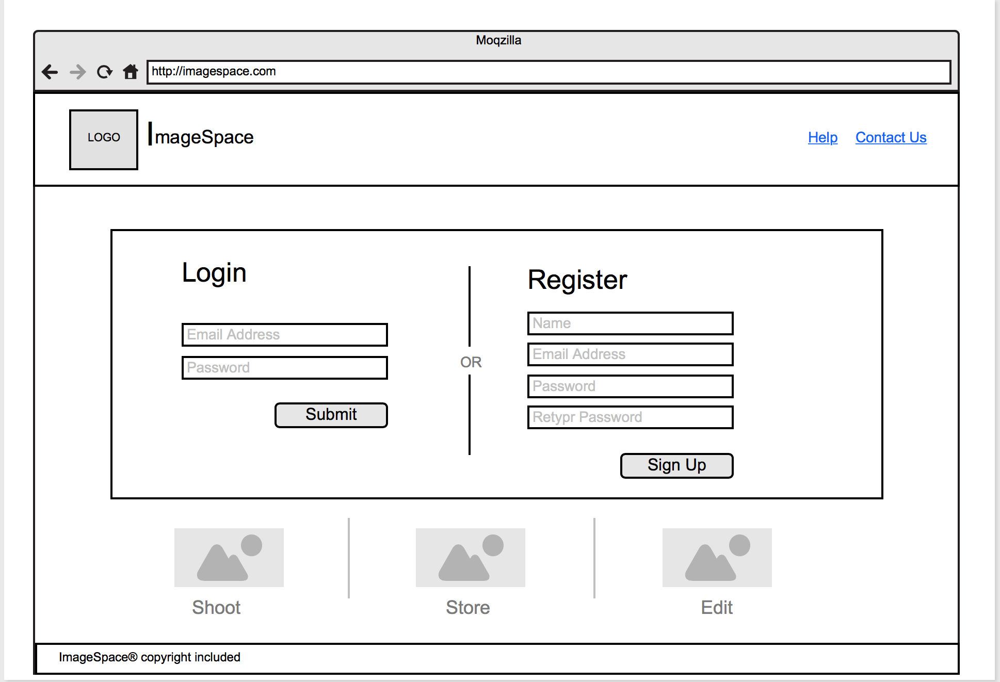 Moqzilla
http://imagespace.com
LOGO
ImageSpace
Help
Contact Us
Login
Email Address
Password
Submit
OR
Register
Name
Email Address
Password
Retypr Password
Sign Up
Shoot
Store
Edit
ImageSpace® copyright included